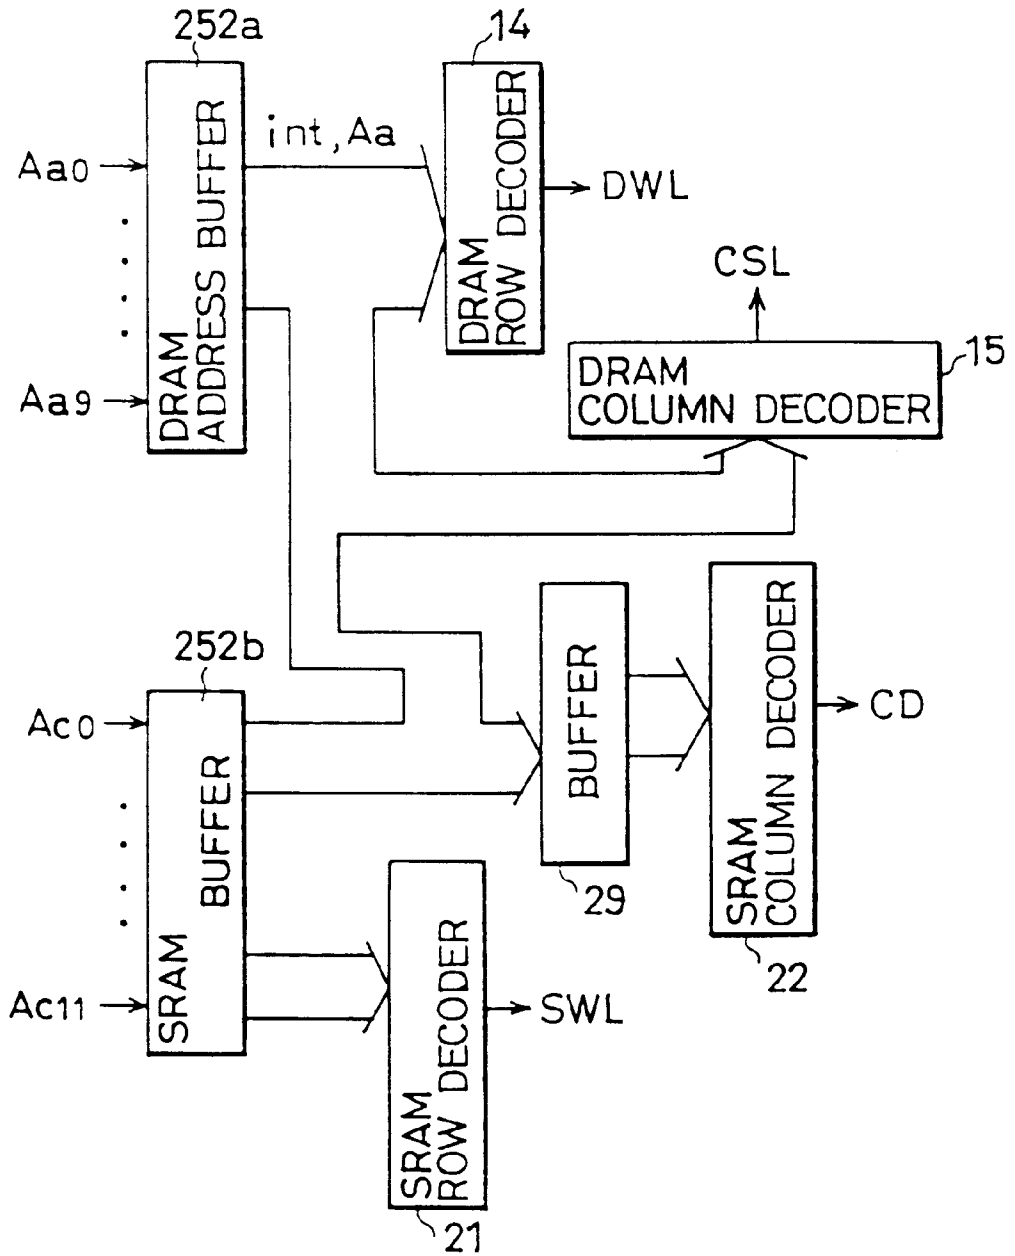 252a
14
Aa0
Aa9
DRAM
ADDRESS BUFFER
int,Aa
DRAM
ROW DECODER
DWL
CSL
15
DRAM
COLUMN DECODER
252b
Ac0
Ac11
SRAM
BUFFER
BUFFER
29
SRAM
COLUMN DECODER
CD
22
SRAM
ROW DECODER
SWL
21